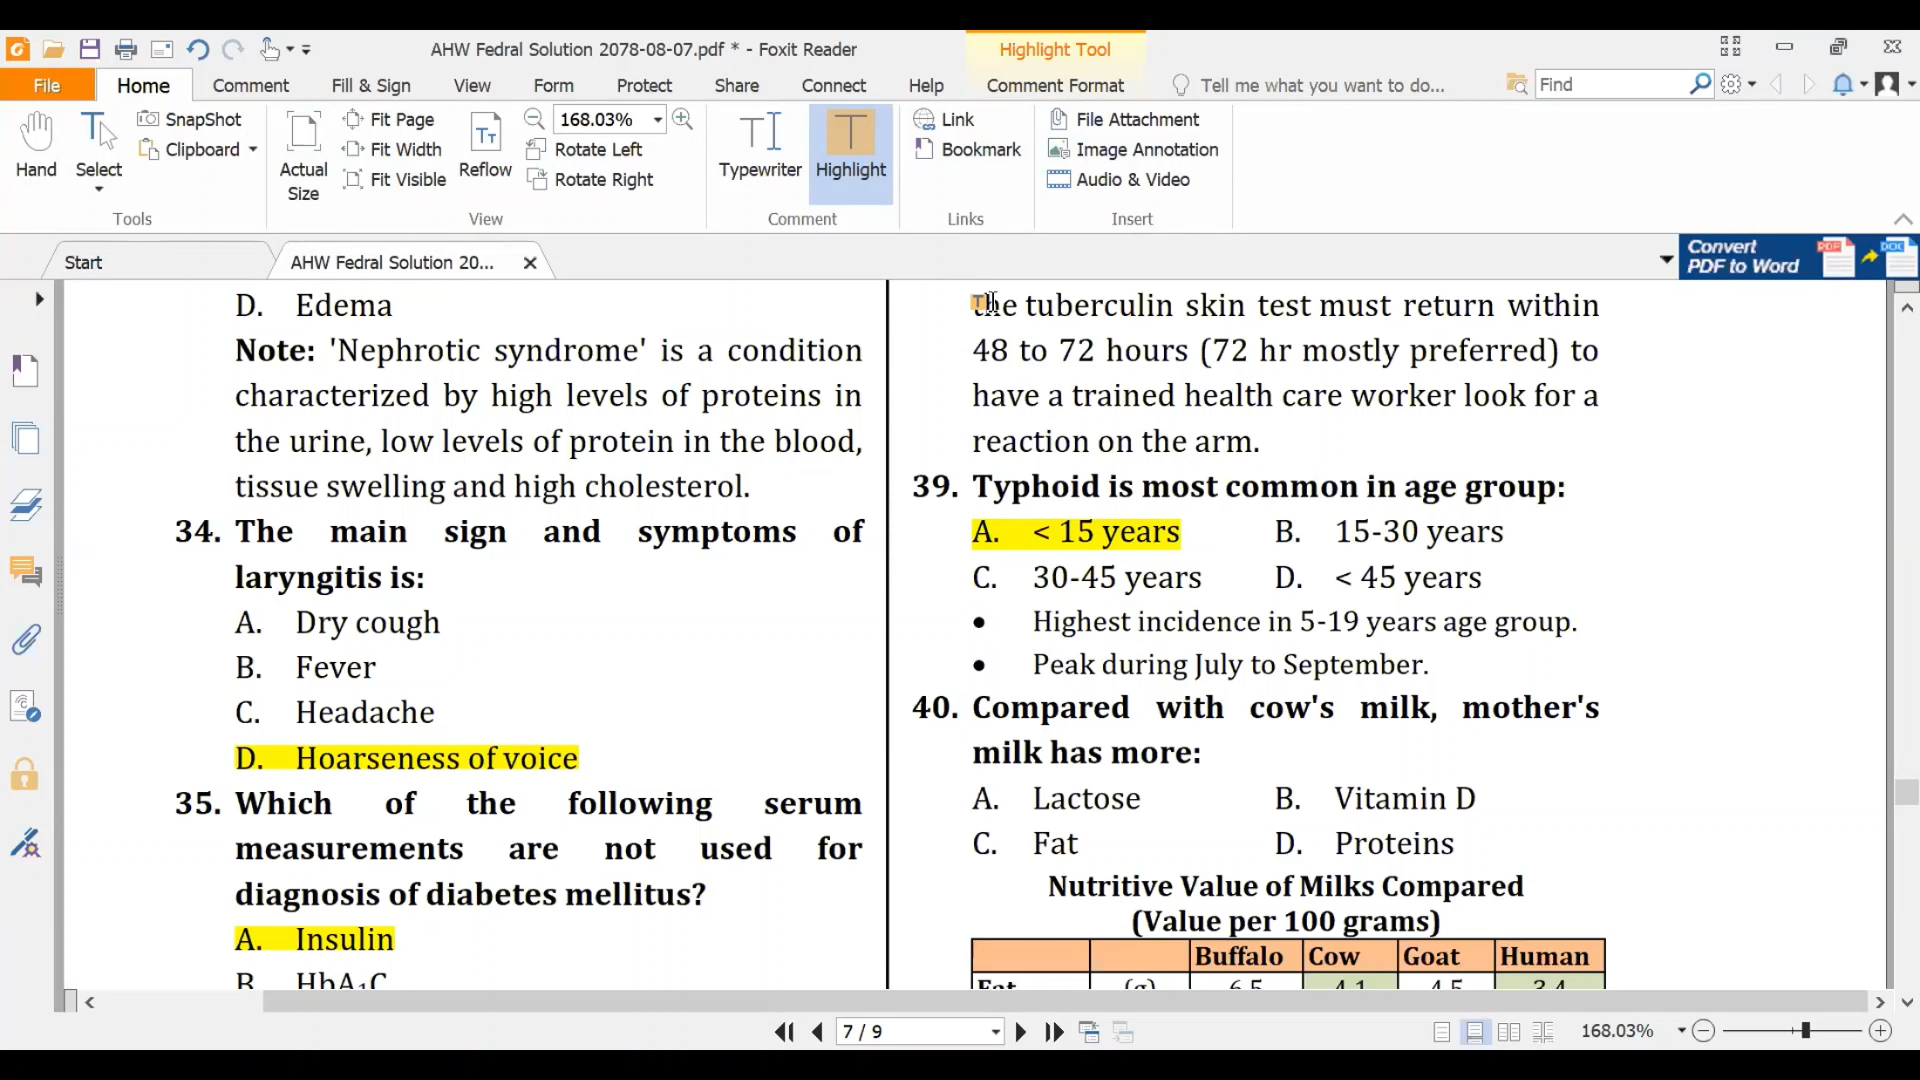 AHW Fedral Solution 2078-08-07.pdf * - Foxit Reader
Highlight Tool
File
Home
Comment
Fill & Sign
View
Form
Protect
Share
Connect
Help
Comment Format
Tell me what you want to do...
Find
Hand
Select
SnapShot
Clipboard
Tools
Actual
Size
Fit Page
Fit Width
Fit Visible
Reflow
168.03%
Rotate Left
Rotate Right
View
Typewriter
Highlight
Comment
Link
Bookmark
Links
File Attachment
Image Annotation
Audio & Video
Insert
Start
AHW Fedral Solution 20...
Convert
PDF to Word
D. Edema
Note: 'Nephrotic syndrome' is a condition
characterized by high levels of proteins in
the urine, low levels of protein in the blood,
tissue swelling and high cholesterol.
34. The main sign and symptoms of
laryngitis is:
A. Dry cough
B. Fever
C. Headache
D. Hoarseness of voice
35. Which of the following serum
measurements are not used for
diagnosis of diabetes mellitus?
A. Insulin
B. HbA₁C
the tuberculin skin test must return within
48 to 72 hours (72 hr mostly preferred) to
have a trained health care worker look for a
reaction on the arm.
39. Typhoid is most common in age group:
A. < 15 years B. 15-30 years
C. 30-45 years D. < 45 years
• Highest incidence in 5-19 years age group.
• Peak during July to September.
40. Compared with cow's milk, mother's
milk has more:
A. Lactose B. Vitamin D
C. Fat D. Proteins
Nutritive Value of Milks Compared
(Value per 100 grams)
Buffalo Cow Goat Human
Fat (g) 6.5 4.1 4.5 3.4
7 / 9
168.03%